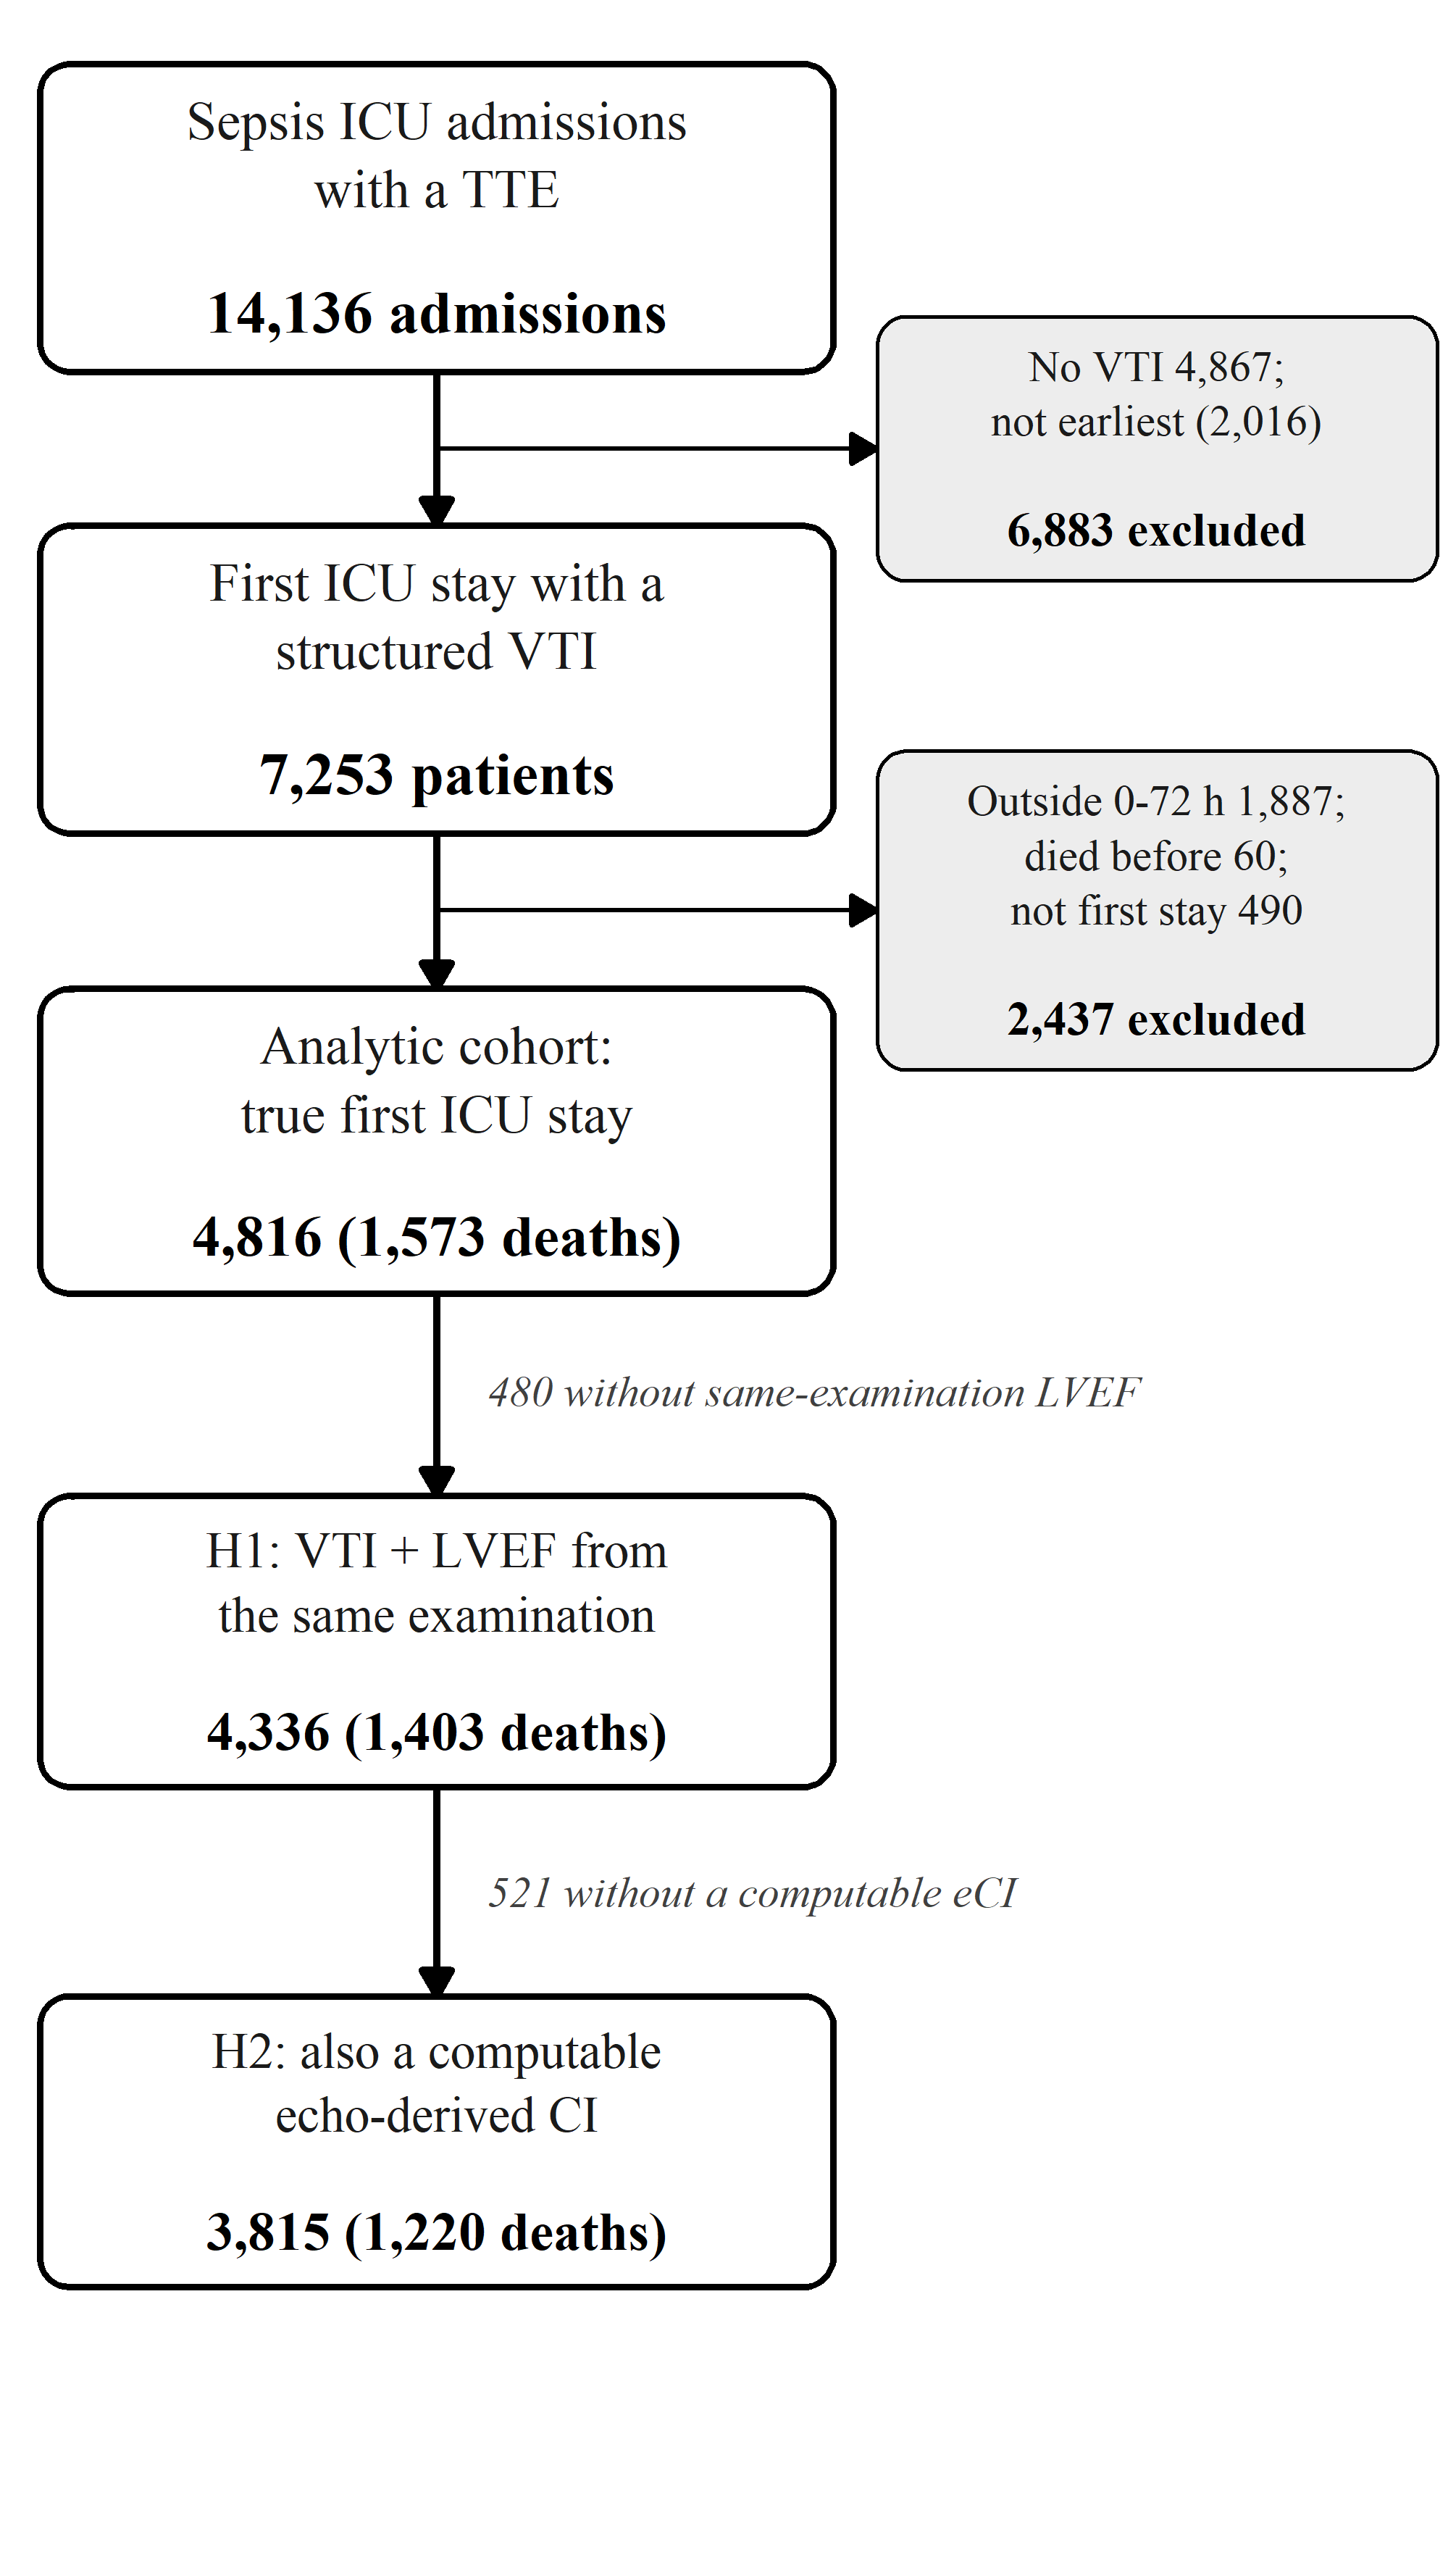 Sepsis ICU admissions
with a TTE
14,136 admissions
No VTI 4,867;
not earliest (2,016)
6,883 excluded
First ICU stay with a
structured VTI
7,253 patients
Outside 0-72 h 1,887;
died before 60;
not first stay 490
2,437 excluded
Analytic cohort:
true first ICU stay
4,816 (1,573 deaths)
480 without same-examination LVEF
H1: VTI + LVEF from
the same examination
4,336 (1,403 deaths)
521 without a computable eCI
H2: also a computable
echo-derived CI
3,815 (1,220 deaths)